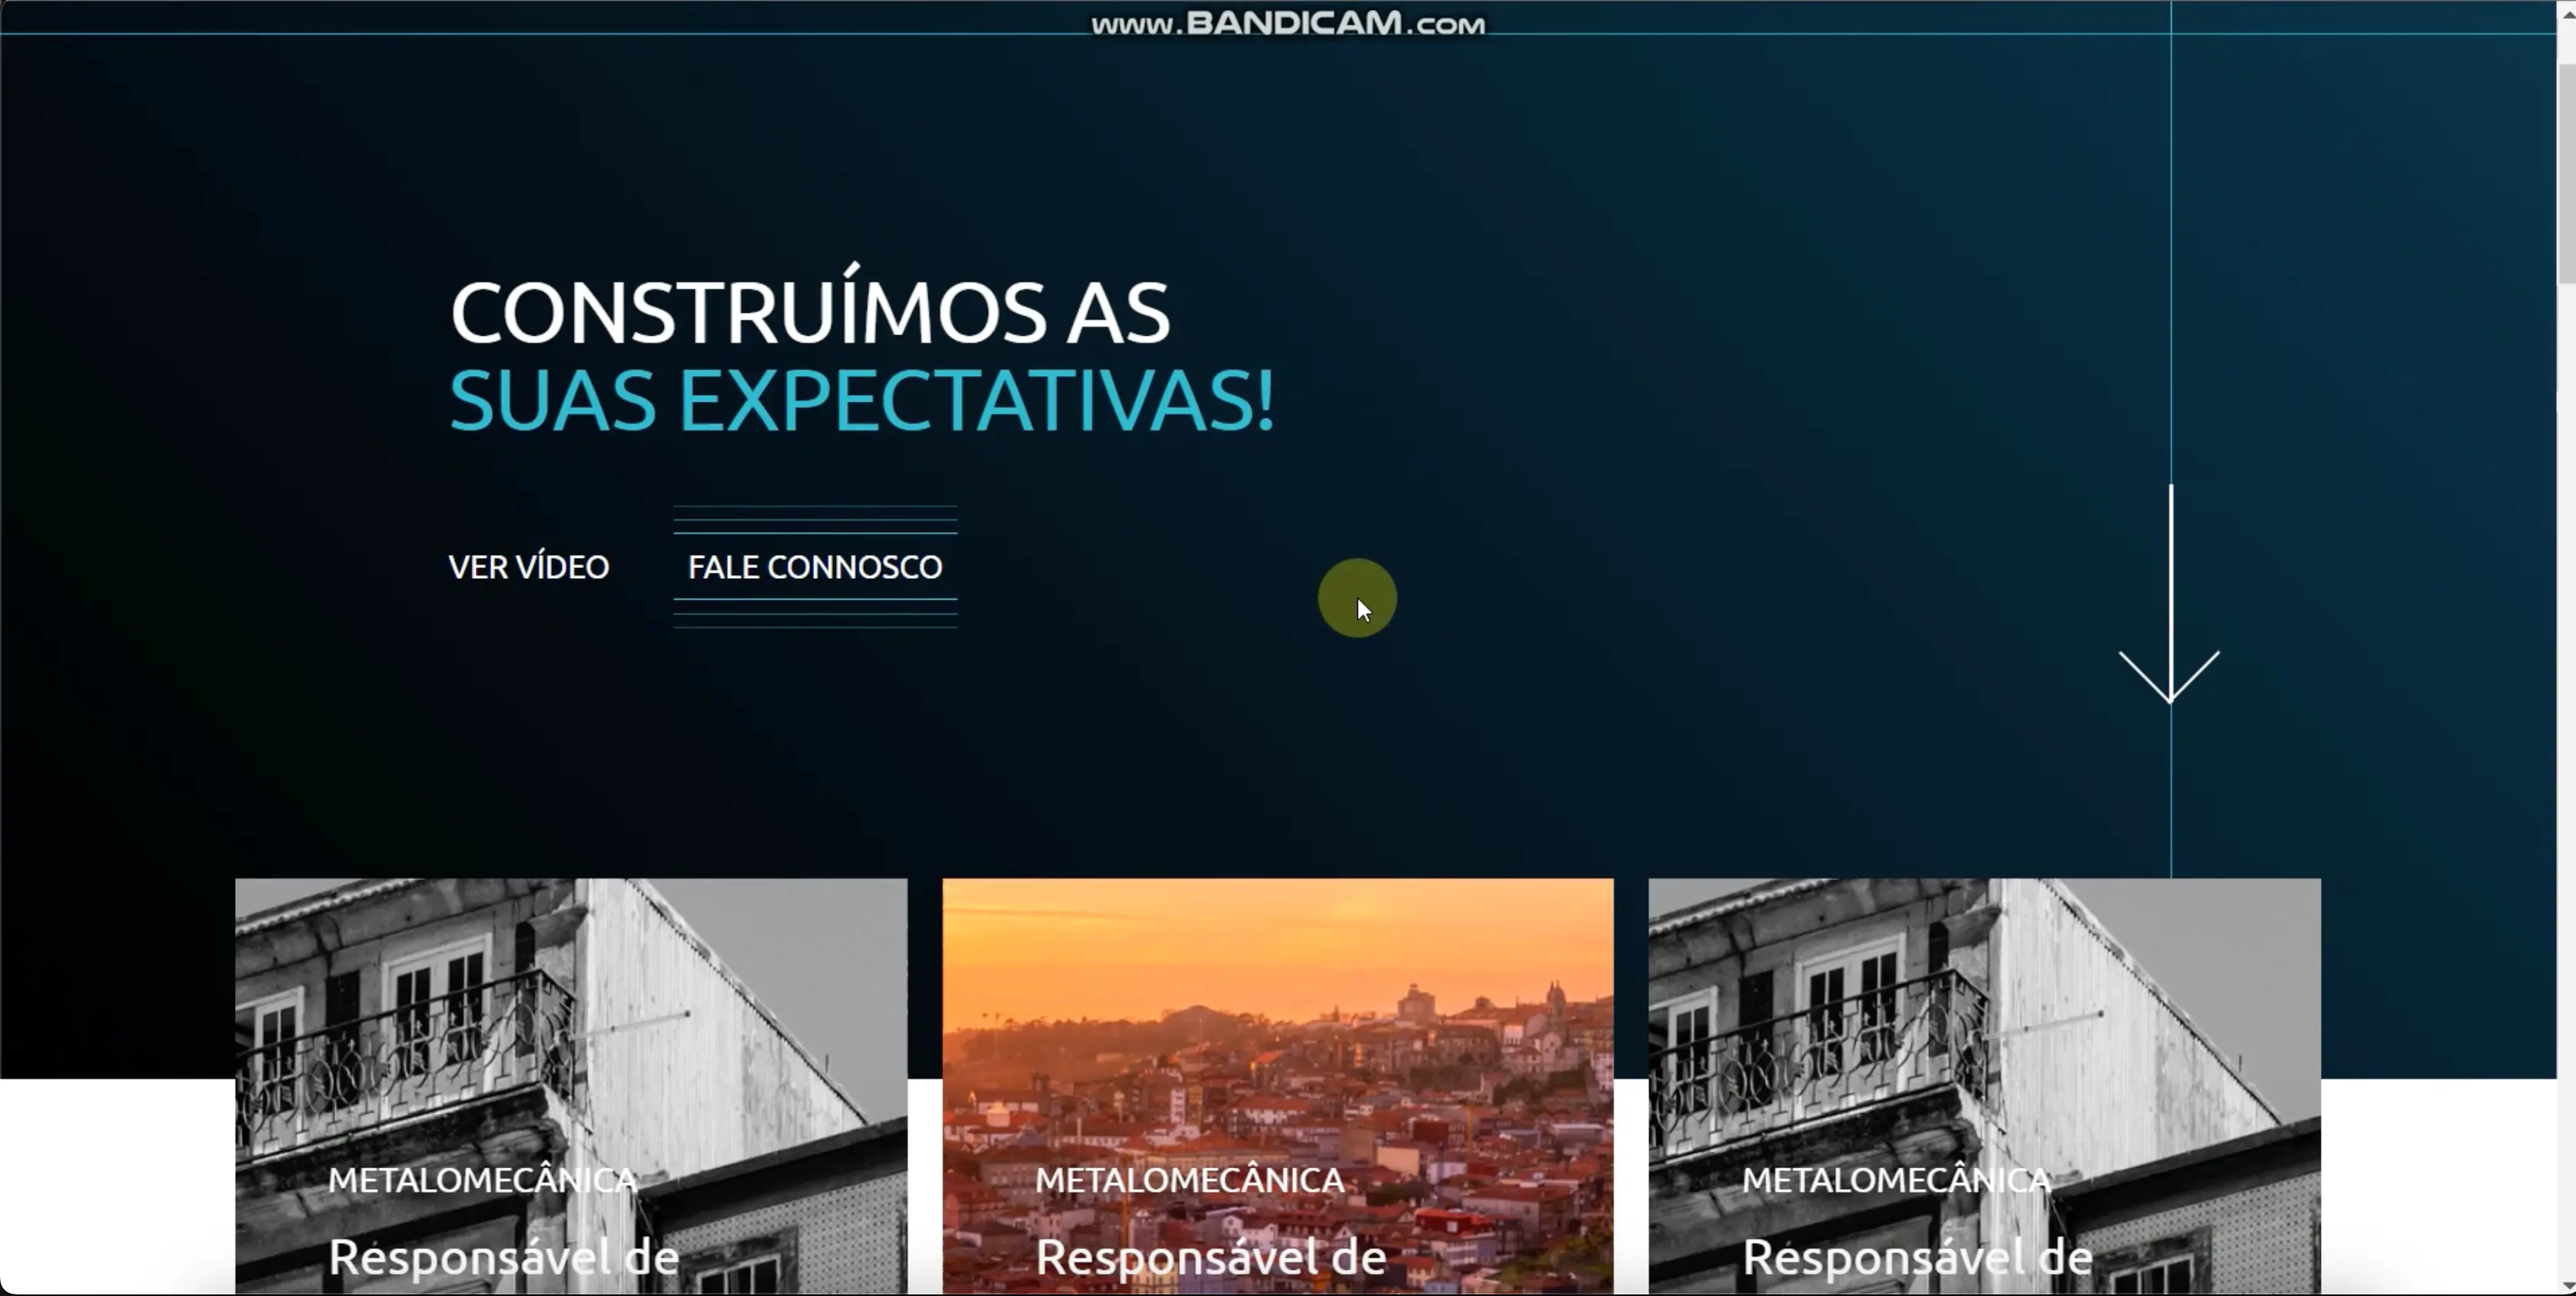 www.BANDICAM.COM
CONSTRUÍMOS AS
SUAS EXPECTATIVAS!
VER VÍDEO
FALE CONNOSCO
METALOMECÂNICA
Responsável de
METALOMECÂNICA
Responsável de
METALOMECÂNICA
Responsável de